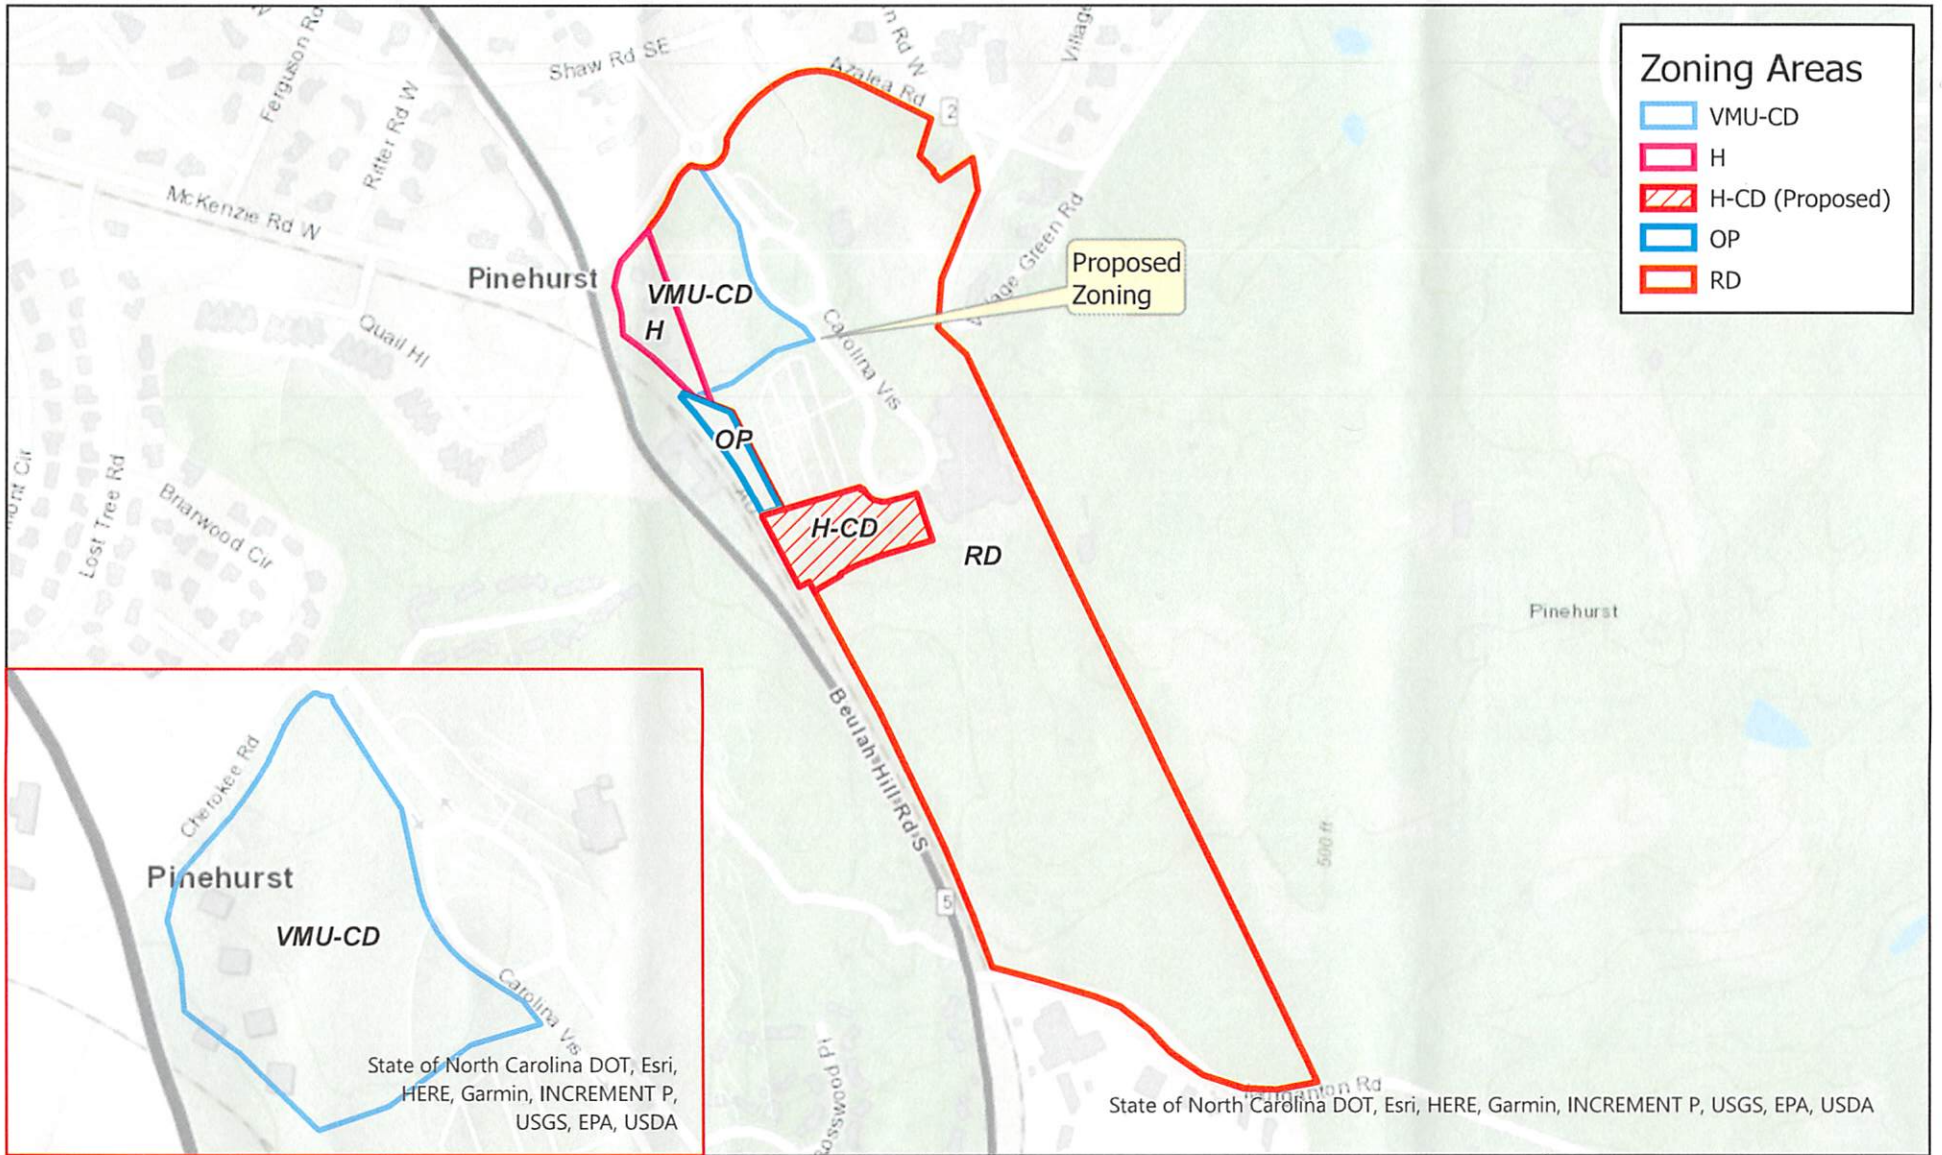 Ferguson Rd
Shaw Rd SE
Azalea Rd
2
Ritter Rd W
McKenzie Rd W
Pinehurst
Quail Hl
VMU-CD
H
Proposed
Zoning
Carolina Vis
OP
H-CD
RD
Lost Tree Rd
Briarwood Cir
Beulah Hill Rd S
5
Pinehurst
500 ft
Zoning Areas
VMU-CD
H
H-CD (Proposed)
OP
RD
Cherokee Rd
Pinehurst
VMU-CD
Carolina Vis
State of North Carolina DOT, Esri,
HERE, Garmin, INCREMENT P,
USGS, EPA, USDA
State of North Carolina DOT, Esri, HERE, Garmin, INCREMENT P, USGS, EPA, USDA